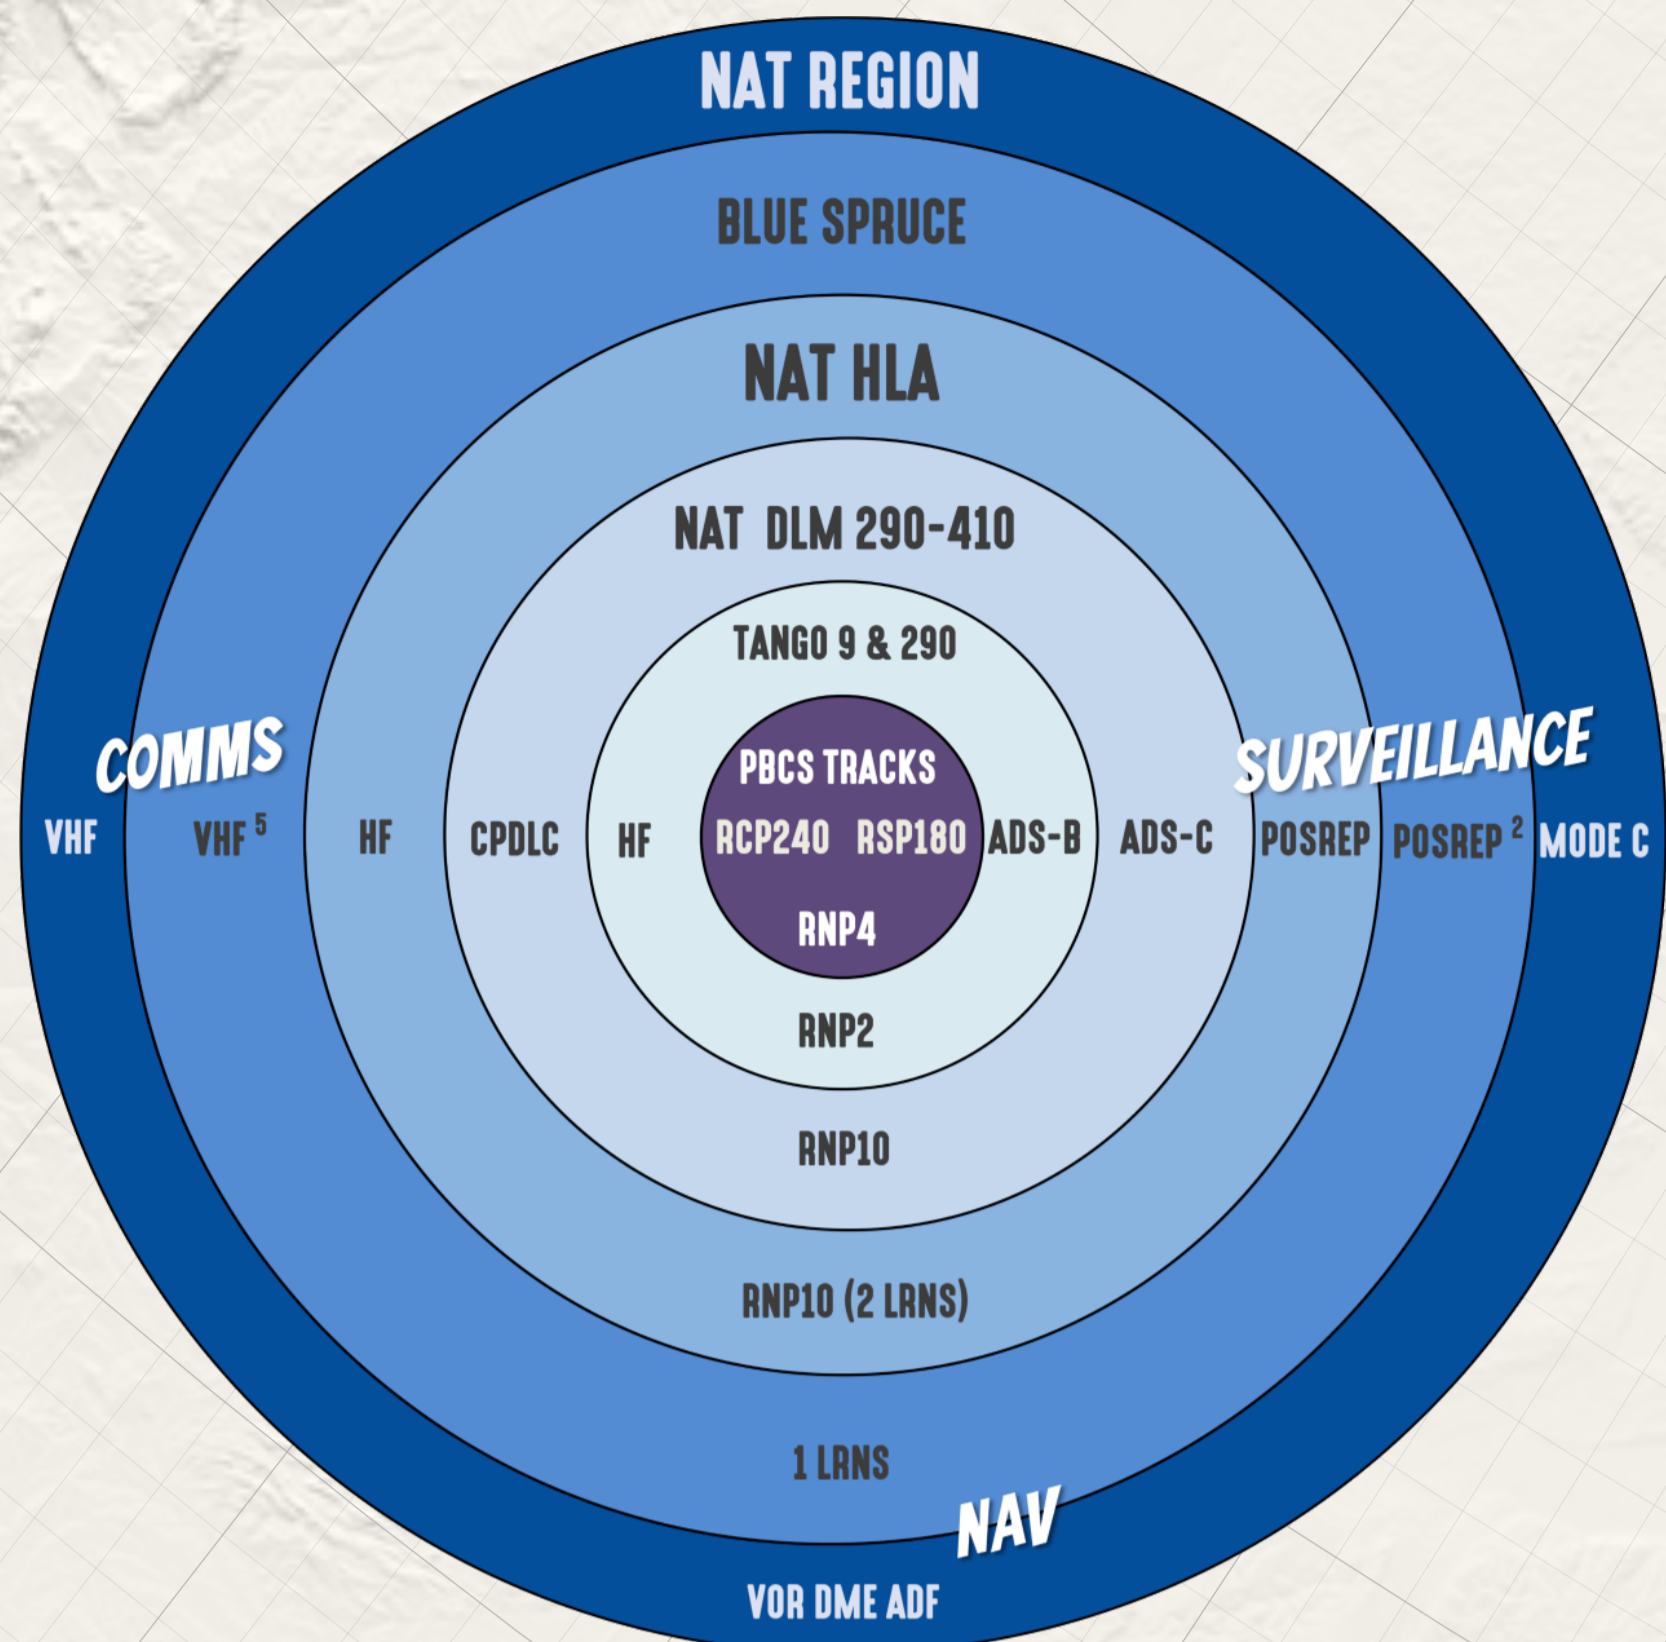 NAT REGION
BLUE SPRUCE
NAT HLA
NAT DLM 290-410
TANGO 9 & 290
COMMS
SURVEILLANCE
PBCS TRACKS
VHF
VHF 5
HF
CPDLC
HF
RCP240 RSP180
ADS-B
ADS-C
POSREP
POSREP 2
MODE C
RNP4
RNP2
RNP10
RNP10 (2 LRNS)
1 LRNS
NAV
VOR DME ADF